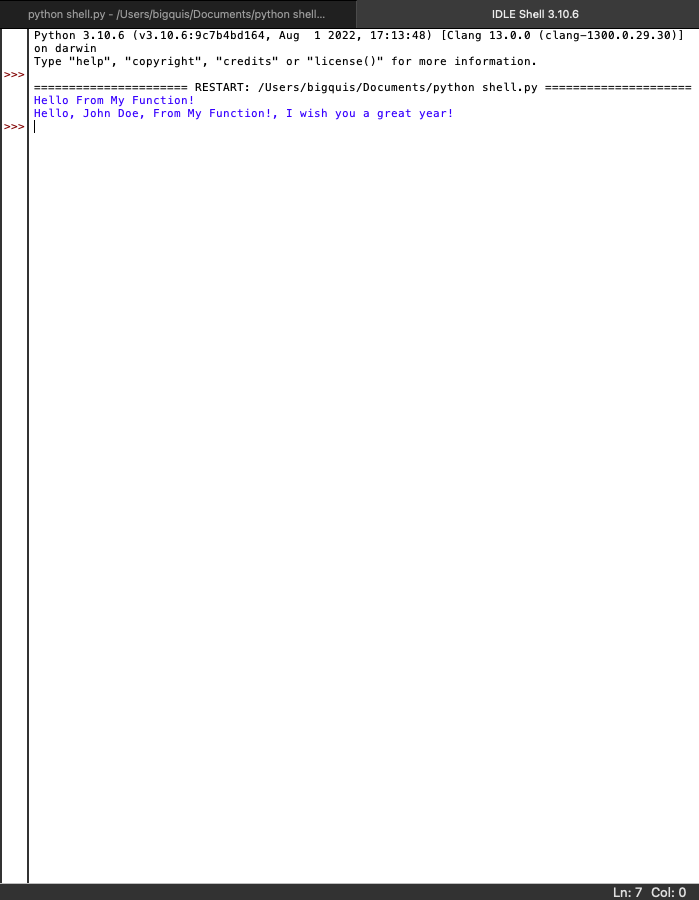 python shell.py - /Users/bigquis/Documents/python shell...
IDLE Shell 3.10.6
Python 3.10.6 (v3.10.6:9c7b4bd164, Aug  1 2022, 17:13:48) [Clang 13.0.0 (clang-1300.0.29.30)]
on darwin
Type "help", "copyright", "credits" or "license()" for more information.
>>>
====================== RESTART: /Users/bigquis/Documents/python shell.py =====================
Hello From My Function!
Hello, John Doe, From My Function!, I wish you a great year!
>>>
Ln: 7  Col: 0